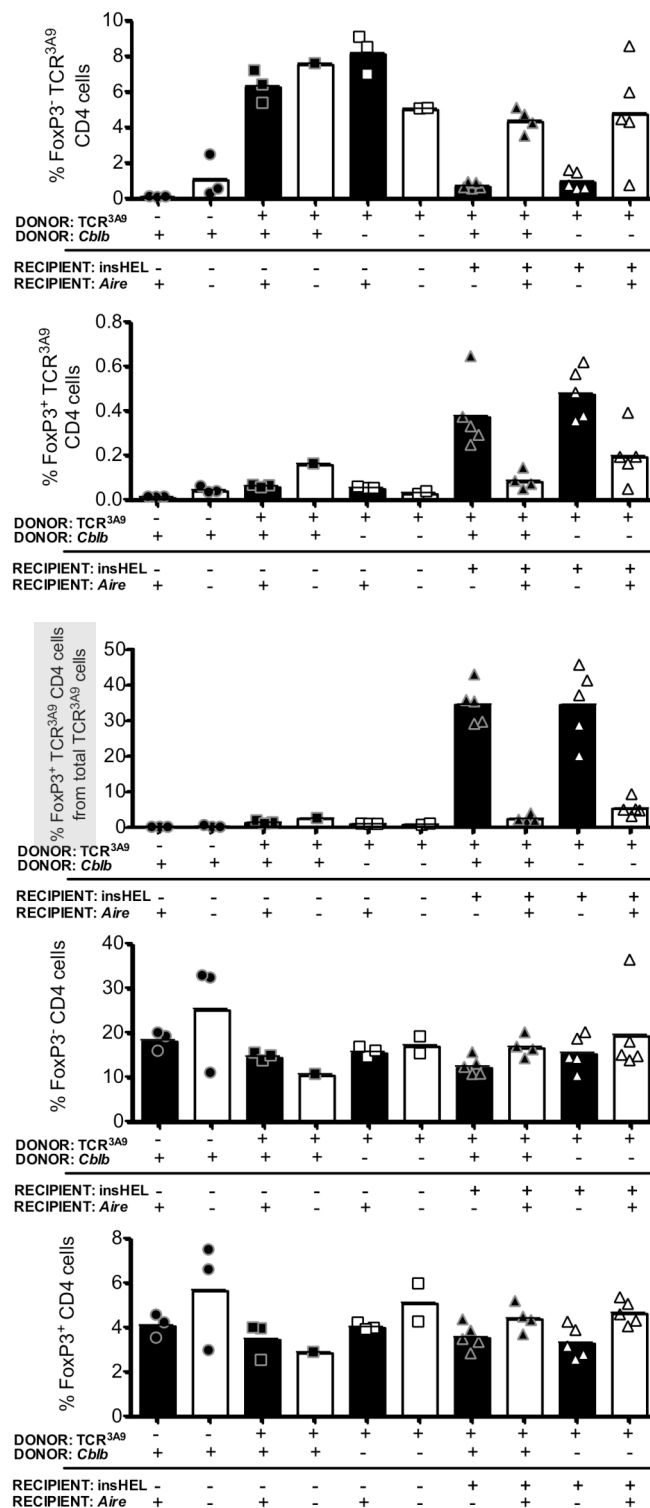 % FoxP3⁻ TCR³ᴬ⁹
CD4 cells
10
8
6
4
2
0
DONOR: TCR³ᴬ⁹ - - + + + + + + + +
DONOR: Cblb + + + + - - + + - -
RECIPIENT: insHEL - - - - - - + + + +
RECIPIENT: Aire + - + - + - - + - +
% FoxP3⁺ TCR³ᴬ⁹
CD4 cells
0.8
0.6
0.4
0.2
0.0
DONOR: TCR³ᴬ⁹ - - + + + + + + + +
DONOR: Cblb + + + + - - + + - -
RECIPIENT: insHEL - - - - - - + + + +
RECIPIENT: Aire + - + - + - - + - +
% FoxP3⁺ TCR³ᴬ⁹ CD4 cells
from total TCR³ᴬ⁹ cells
50
40
30
20
10
0
DONOR: TCR³ᴬ⁹ - - + + + + + + + +
DONOR: Cblb + + + + - - + + - -
RECIPIENT: insHEL - - - - - - + + + +
RECIPIENT: Aire + - + - + - - + - +
% FoxP3⁻ CD4 cells
40
30
20
10
0
DONOR: TCR³ᴬ⁹ - - + + + + + + + +
DONOR: Cblb + + + + - - + + - -
RECIPIENT: insHEL - - - - - - + + + +
RECIPIENT: Aire + - + - + - - + - +
% FoxP3⁺ CD4 cells
8
6
4
2
0
DONOR: TCR³ᴬ⁹ - - + + + + + + + +
DONOR: Cblb + + + + - - + + - -
RECIPIENT: insHEL - - - - - - + + + +
RECIPIENT: Aire + - + - + - - + - +